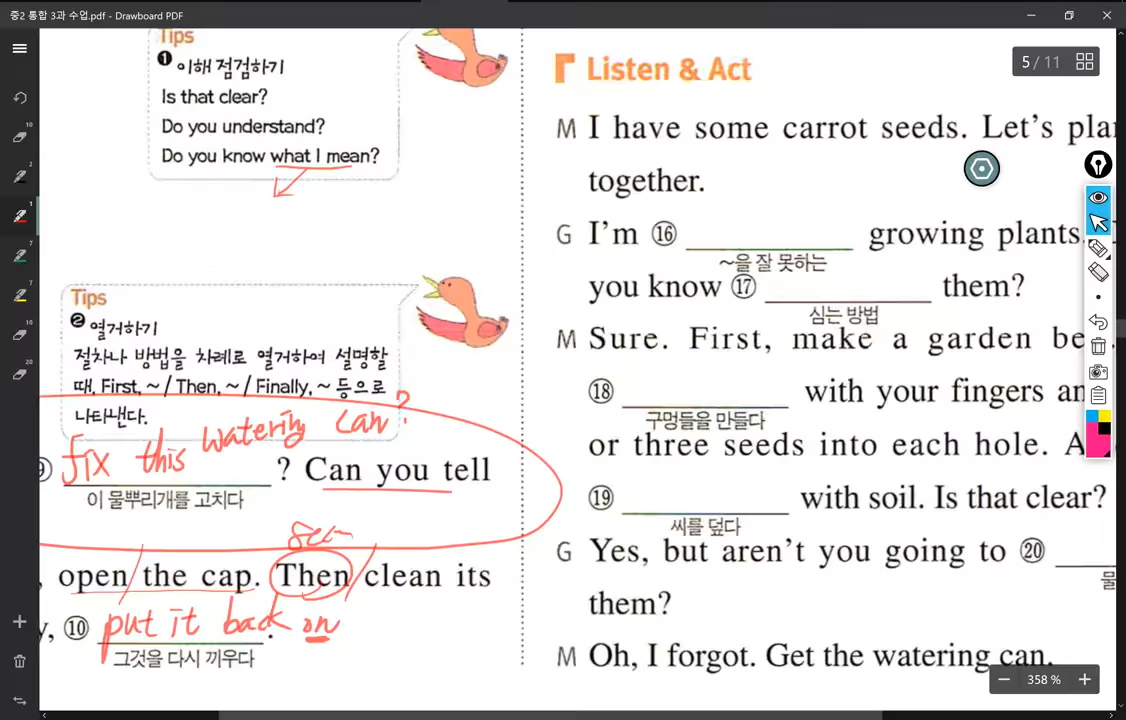 중2 통합 3과 수업.pdf - Drawboard PDF
5 / 11
Tips
❶ 이해 점검하기
Is that clear?
Do you understand?
Do you know what I mean?
Tips
❷ 열거하기
절차나 방법을 차례로 열거하여 설명할
때, First, ~ / Then, ~ / Finally, ~ 등으로
나타낸다.
fix this watering can?
? Can you tell
이 물뿌리개를 고치다
, open the cap. Then clean its
y, ⑩ put it back on.
그것을 다시 끼우다
Listen & Act
M I have some carrot seeds. Let's pla
together.
G I'm ⑯ growing plants.
~을 잘 못하는
you know ⑰ them?
심는 방법
M Sure. First, make a garden be
⑱ with your fingers an
구멍들을 만들다
or three seeds into each hole. A
⑲ with soil. Is that clear?
씨를 덮다
G Yes, but aren't you going to ⑳
물
them?
M Oh, I forgot. Get the watering can.
358 %
10
2
1
7
7
10
20